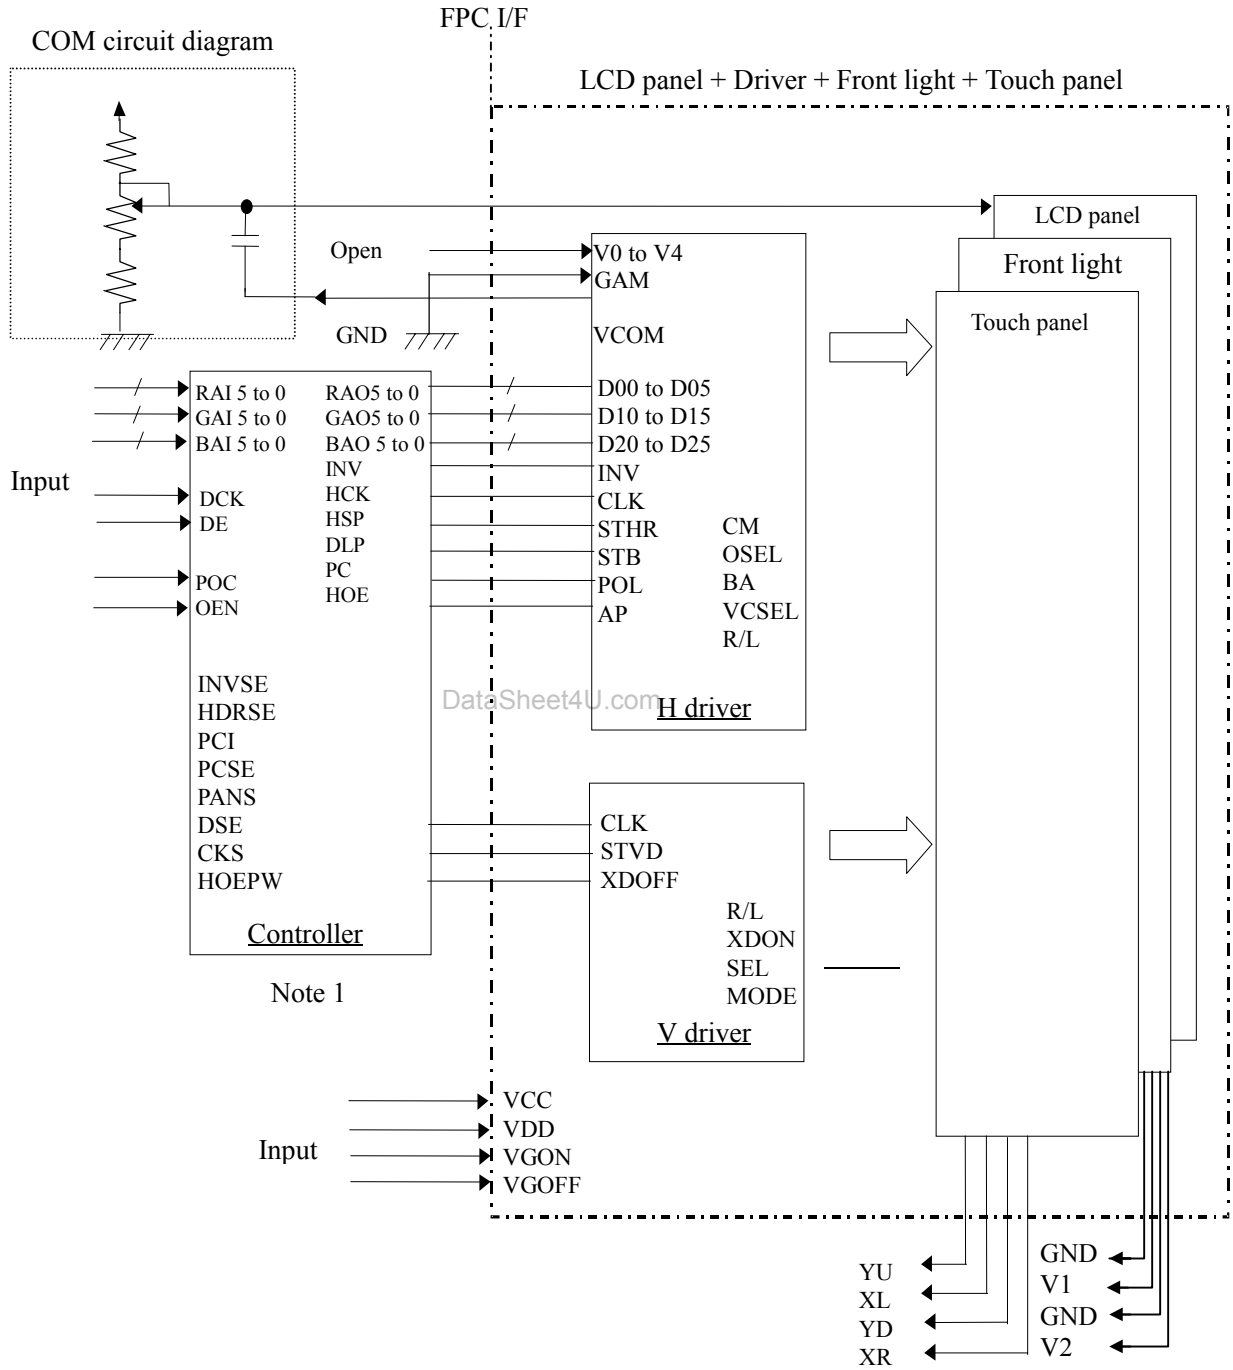 FPC I/F
COM circuit diagram
LCD panel + Driver + Front light + Touch panel
LCD panel
Front light
Touch panel
Open
GND
V0 to V4
GAM
VCOM
D00 to D05
D10 to D15
D20 to D25
INV
CLK
STHR
STB
POL
AP
CM
OSEL
BA
VCSEL
R/L
H driver
Input
RAI 5 to 0
GAI 5 to 0
BAI 5 to 0
DCK
DE
POC
OEN
RAO5 to 0
GAO5 to 0
BAO 5 to 0
INV
HCK
HSP
DLP
PC
HOE
INVSE
HDRSE
PCI
PCSE
PANS
DSE
CKS
HOEPW
Controller
Note 1
DataSheet4U.com
CLK
STVD
XDOFF
R/L
XDON
SEL
MODE
V driver
Input
VCC
VDD
VGON
VGOFF
YU
XL
YD
XR
GND
V1
GND
V2